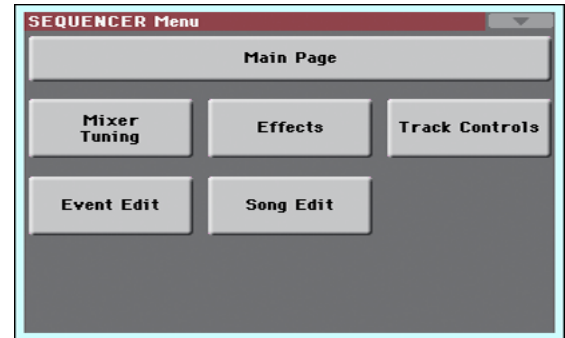 SEQUENCER Menu
Main Page
Mixer
Tuning
Effects
Track Controls
Event Edit
Song Edit